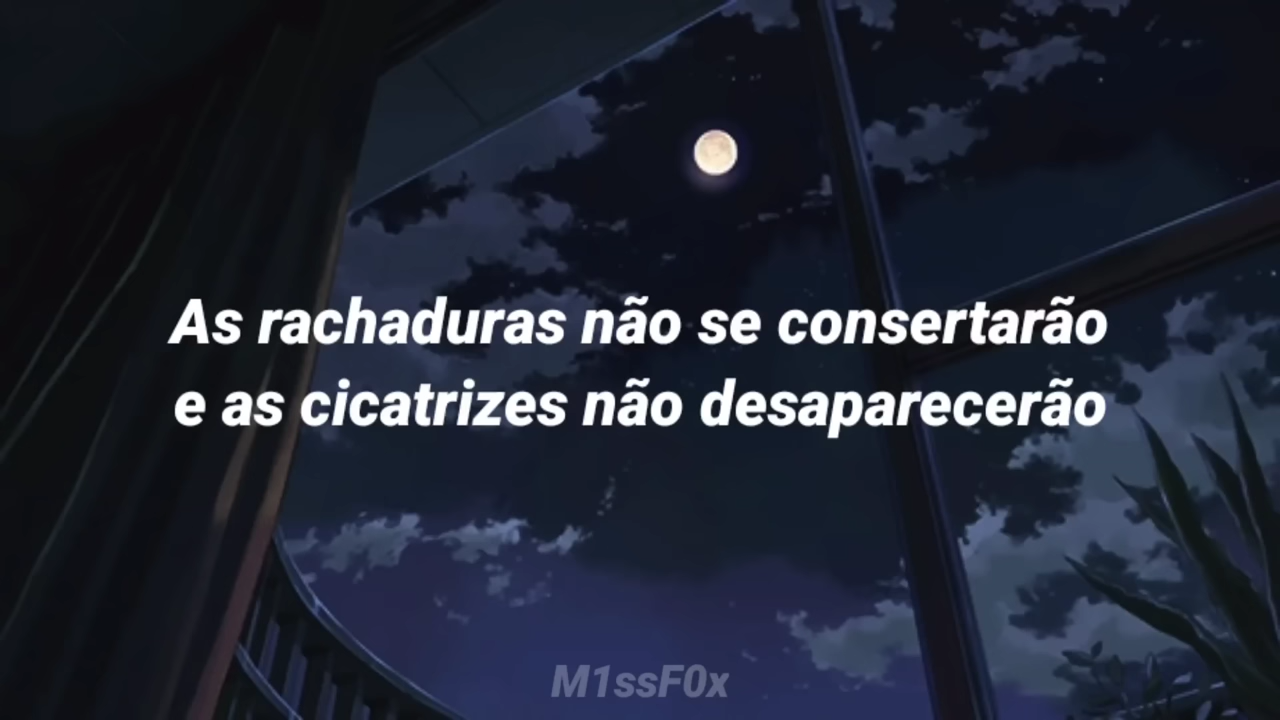 As rachaduras não se consertarão
e as cicatrizes não desaparecerão
M1ssF0x